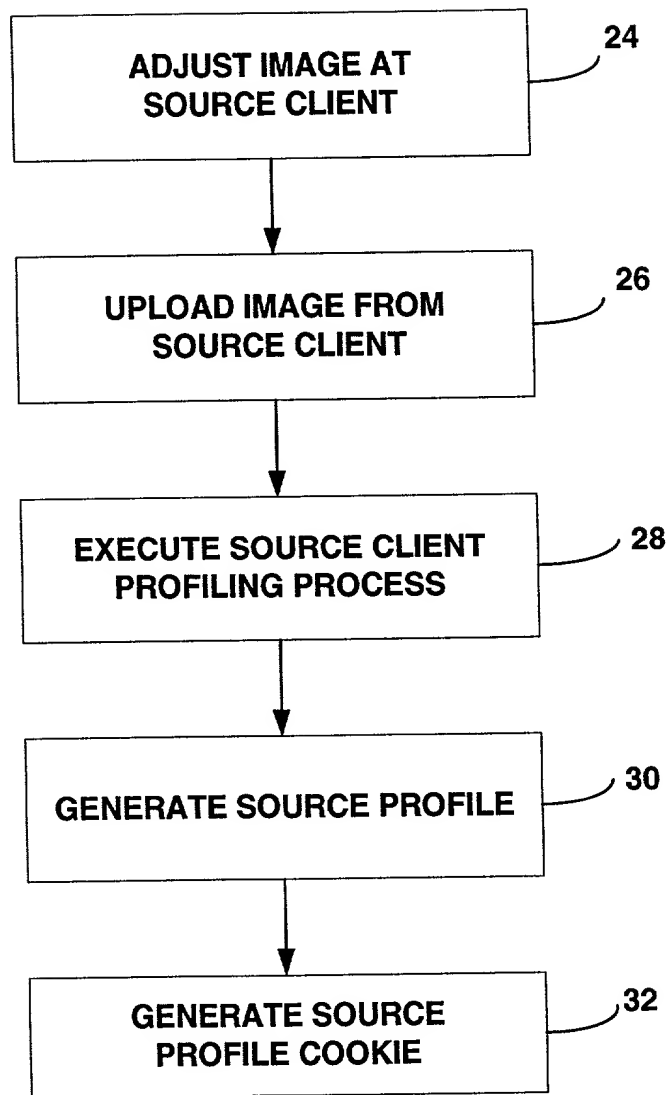 ADJUST IMAGE AT
SOURCE CLIENT
24
UPLOAD IMAGE FROM
SOURCE CLIENT
26
EXECUTE SOURCE CLIENT
PROFILING PROCESS
28
GENERATE SOURCE PROFILE
30
GENERATE SOURCE
PROFILE COOKIE
32